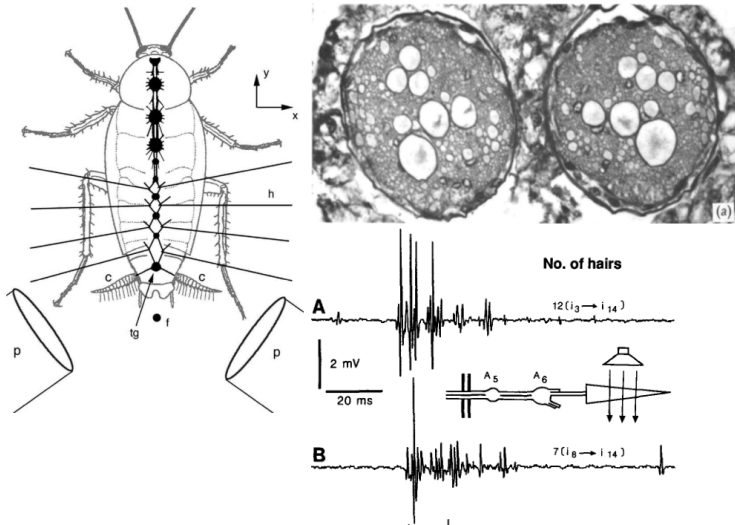 y
x
h
c
c
tg
f
p
p
(a)
No. of hairs
A
12(i3→i14)
2 mV
20 ms
A5
A6
B
7(i8→i14)